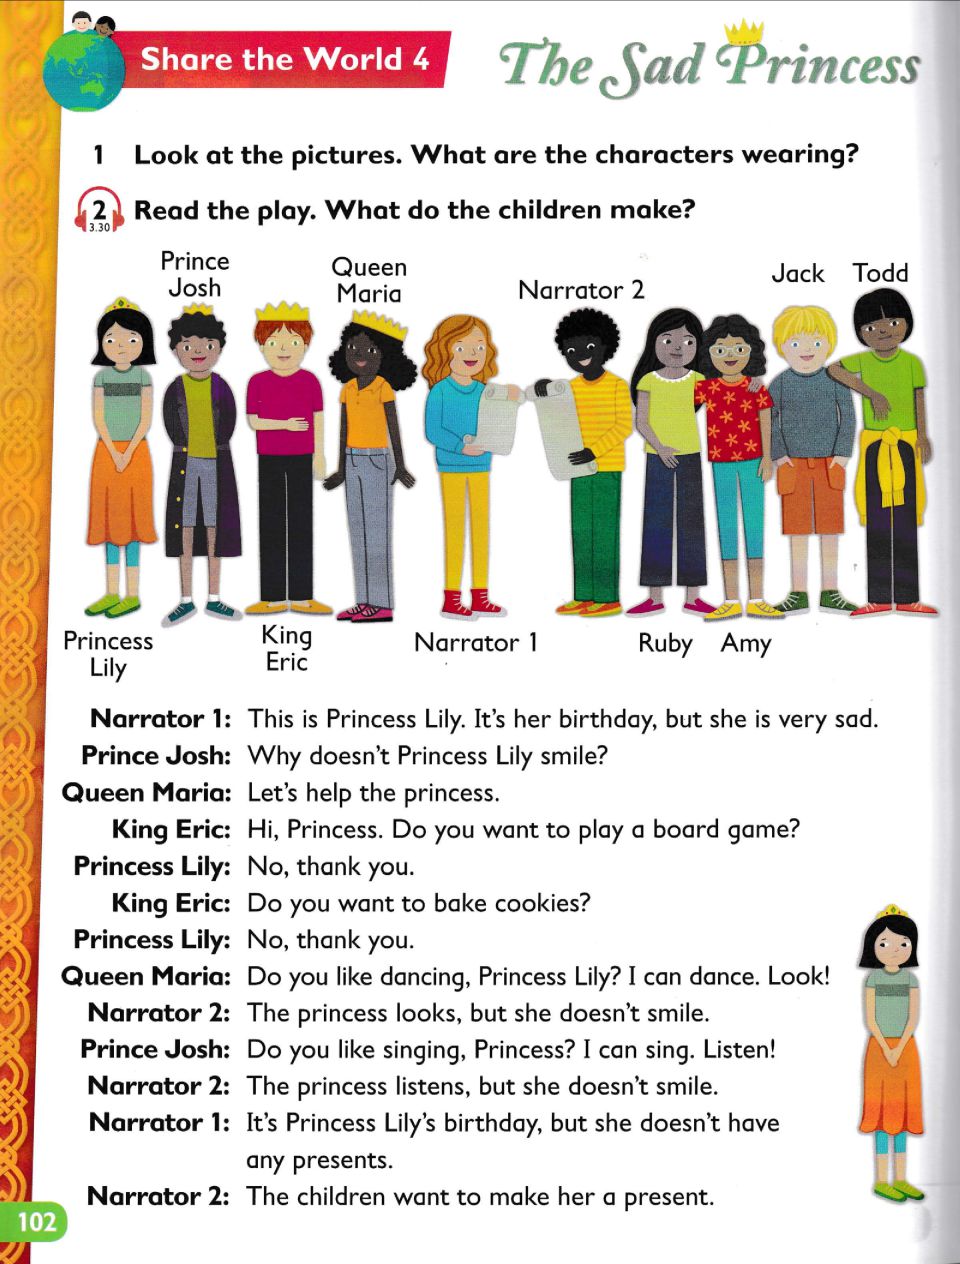 Share the World 4
The Sad Princess
1 Look at the pictures. What are the characters wearing?
2 Read the play. What do the children make?
3.30
Prince
Josh
Queen
Maria
Narrator 2
Jack
Todd
Princess
Lily
King
Eric
Narrator 1
Ruby
Amy
Narrator 1: This is Princess Lily. It's her birthday, but she is very sad.
Prince Josh: Why doesn't Princess Lily smile?
Queen Maria: Let's help the princess.
King Eric: Hi, Princess. Do you want to play a board game?
Princess Lily: No, thank you.
King Eric: Do you want to bake cookies?
Princess Lily: No, thank you.
Queen Maria: Do you like dancing, Princess Lily? I can dance. Look!
Narrator 2: The princess looks, but she doesn't smile.
Prince Josh: Do you like singing, Princess? I can sing. Listen!
Narrator 2: The princess listens, but she doesn't smile.
Narrator 1: It's Princess Lily's birthday, but she doesn't have
any presents.
Narrator 2: The children want to make her a present.
102